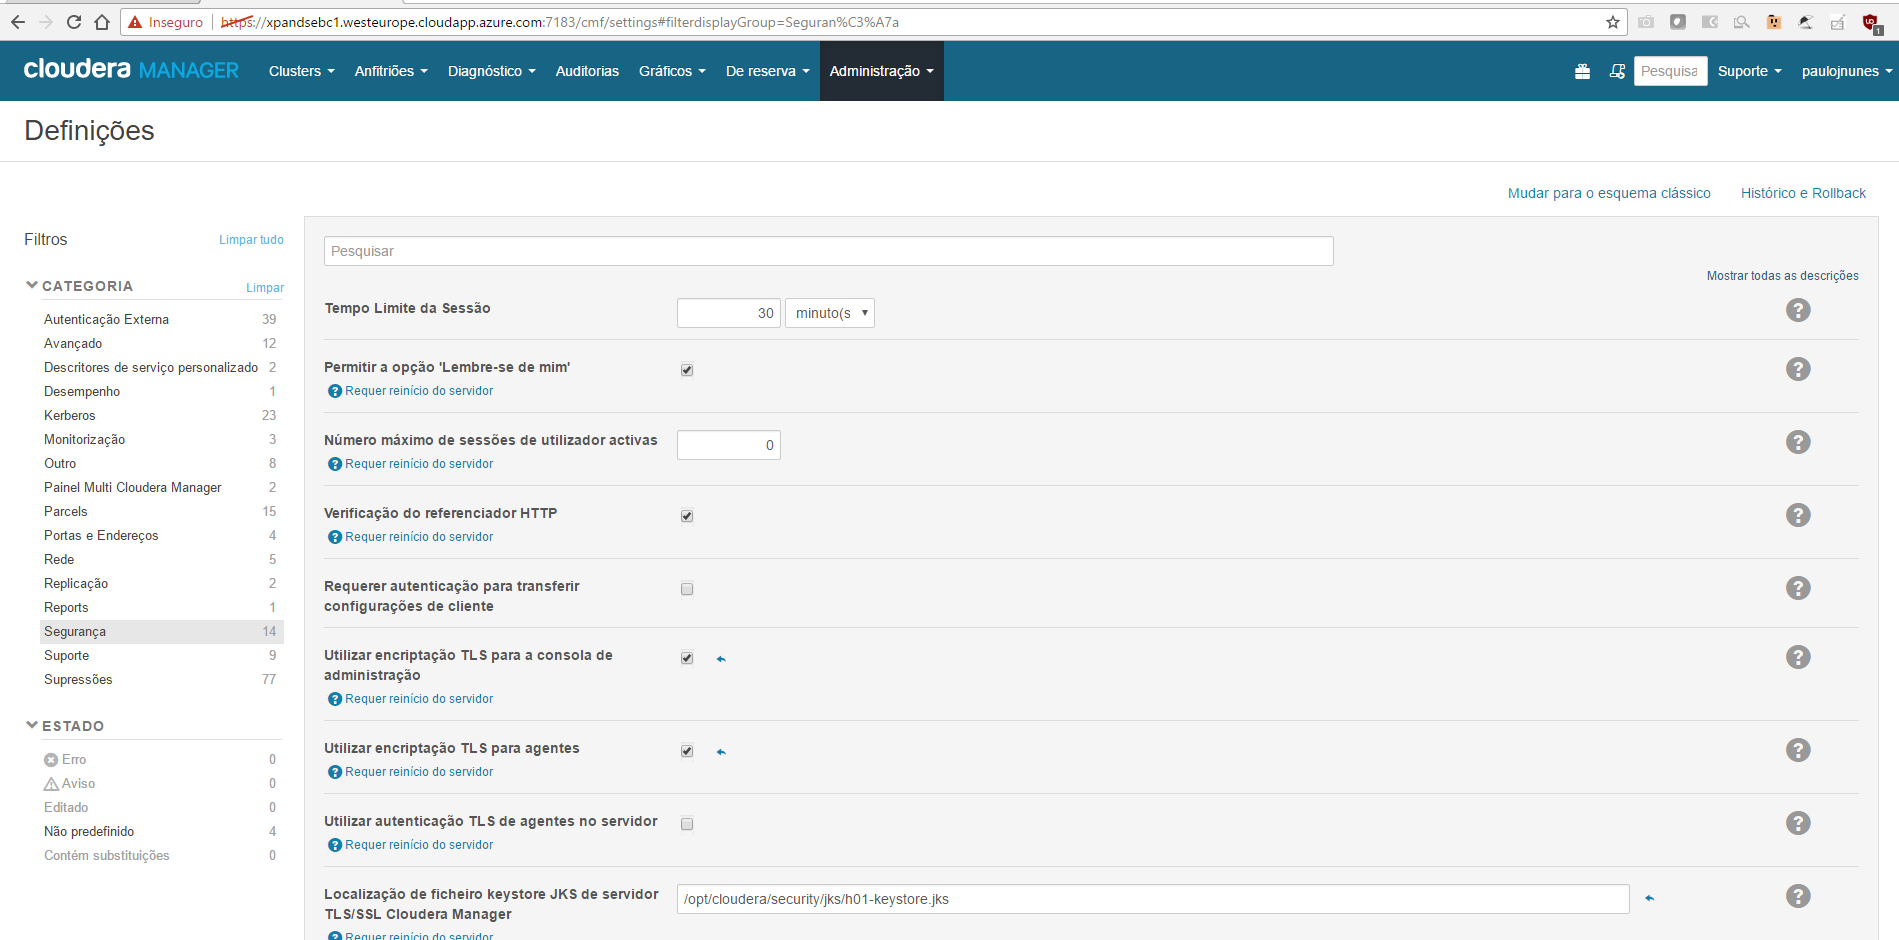 Inseguro | https://xpandsebc1.westeurope.cloudapp.azure.com:7183/cmf/settings#filterdisplayGroup=Seguran%C3%A7a
1
cloudera MANAGER Clusters Anfitriões Diagnóstico Auditorias Gráficos De reserva Administração Pesquisa Suporte paulojnunes
Definições
Mudar para o esquema clássico Histórico e Rollback
Filtros Limpar tudo
CATEGORIA Limpar
Autenticação Externa 39
Avançado 12
Descritores de serviço personalizado 2
Desempenho 1
Kerberos 23
Monitorização 3
Outro 8
Painel Multi Cloudera Manager 2
Parcels 15
Portas e Endereços 4
Rede 5
Replicação 2
Reports 1
Segurança 14
Suporte 9
Supressões 77
ESTADO
Erro 0
Aviso 0
Editado 0
Não predefinido 4
Contém substituições 0
Pesquisar
Mostrar todas as descrições
Tempo Limite da Sessão 30 minuto(s ?
Permitir a opção 'Lembre-se de mim' ?
? Requer reinício do servidor
Número máximo de sessões de utilizador activas 0 ?
? Requer reinício do servidor
Verificação do referenciador HTTP ?
? Requer reinício do servidor
Requerer autenticação para transferir ?
configurações de cliente
Utilizar encriptação TLS para a consola de ?
administração
? Requer reinício do servidor
Utilizar encriptação TLS para agentes ?
? Requer reinício do servidor
Utilizar autenticação TLS de agentes no servidor ?
? Requer reinício do servidor
Localização de ficheiro keystore JKS de servidor /opt/cloudera/security/jks/h01-keystore.jks ?
TLS/SSL Cloudera Manager
? Requer reinício do servidor